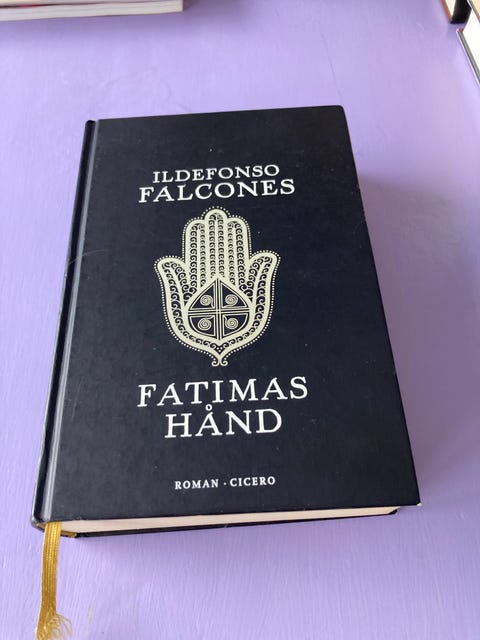 ILDEFONSO
FALCONES
FATIMAS
HÅND
ROMAN · CICERO